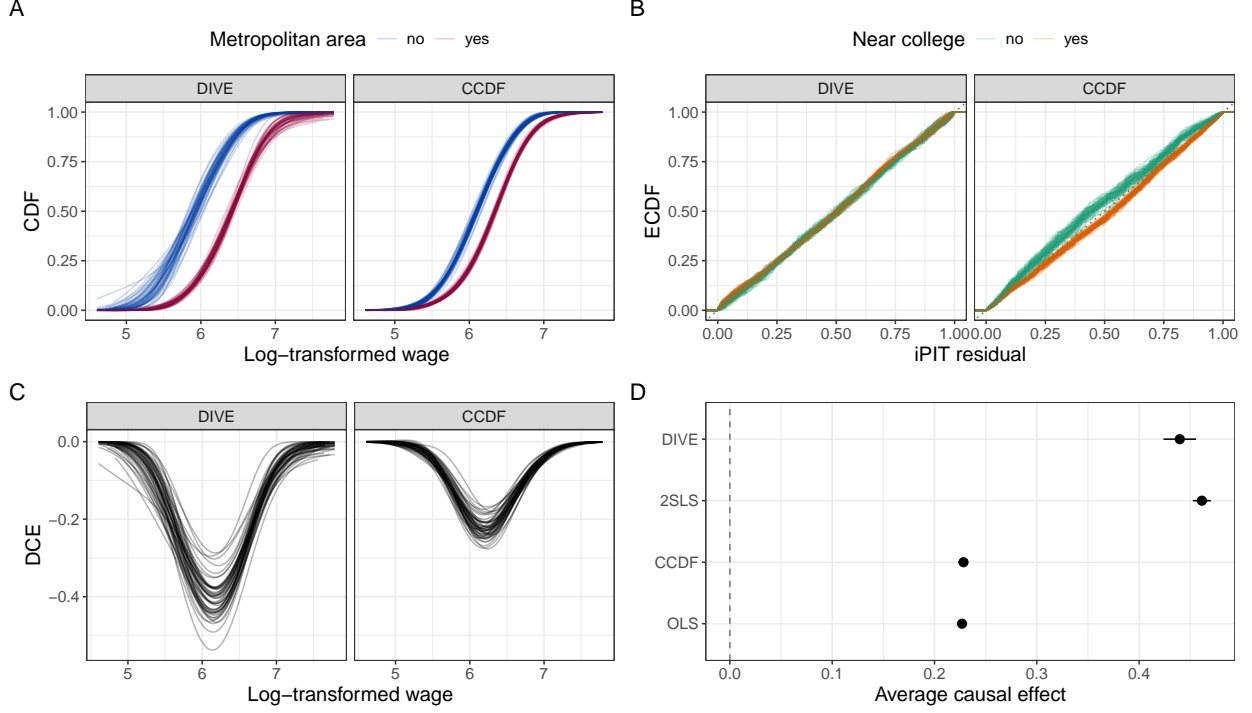 A
Metropolitan area no yes
DIVE CCDF
CDF
1.00
0.75
0.50
0.25
0.00
5 6 7 5 6 7
Log−transformed wage
B
Near college no yes
DIVE CCDF
ECDF
1.00
0.75
0.50
0.25
0.00
0.00 0.25 0.50 0.75 1.00 0.00 0.25 0.50 0.75 1.00
iPIT residual
C
DIVE CCDF
DCE
0.0
−0.2
−0.4
5 6 7 5 6 7
Log−transformed wage
D
DIVE
2SLS
CCDF
OLS
0.0 0.2 0.3 0.4
0.1
Average causal effect